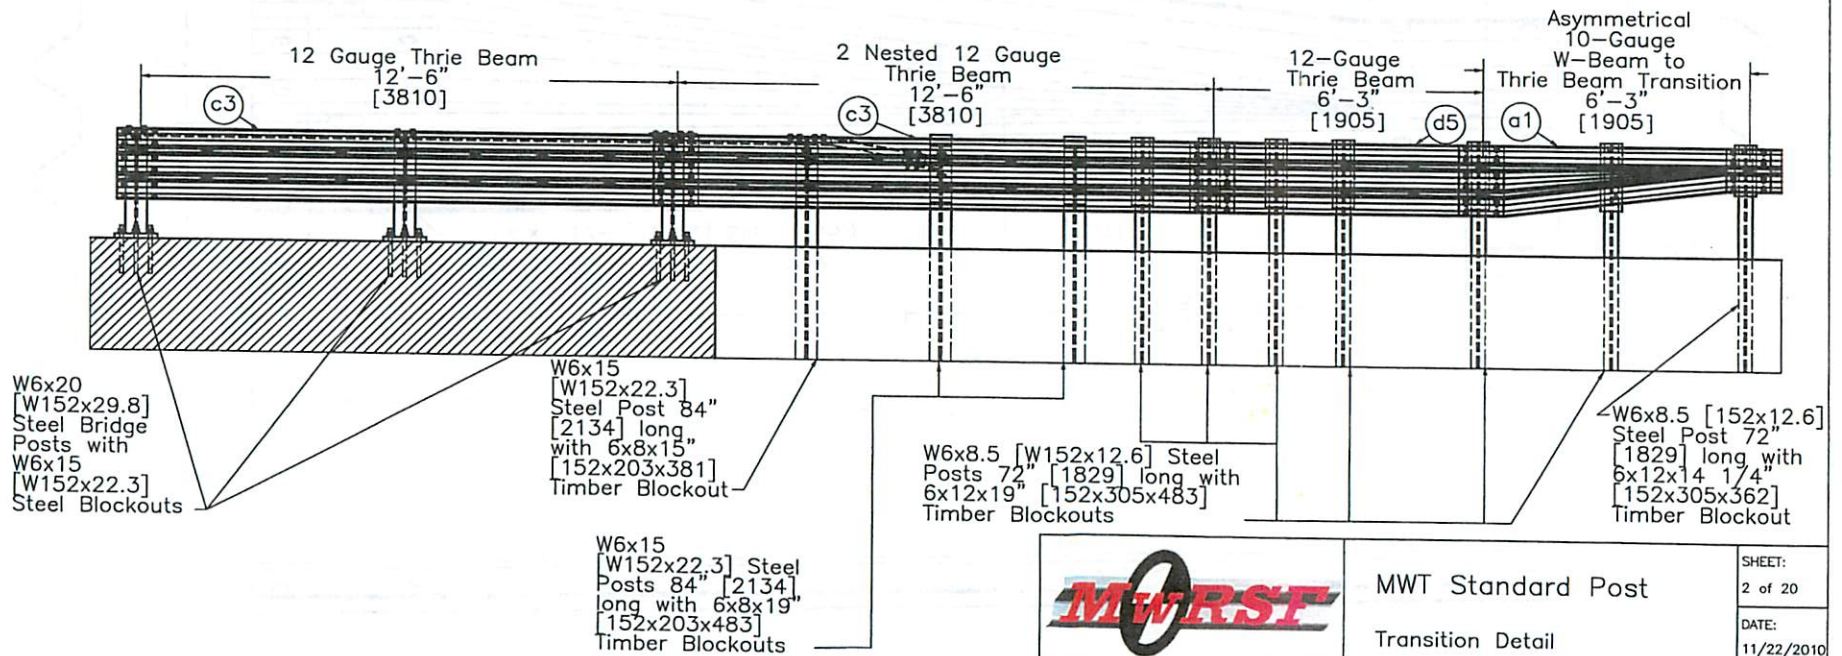 12 Gauge Thrie Beam
12'-6"
[3810]
2 Nested 12 Gauge
Thrie Beam
12'-6"
[3810]
12-Gauge
Thrie Beam
6'-3"
[1905]
Asymmetrical
10-Gauge
W-Beam to
Thrie Beam Transition
6'-3"
[1905]
c3
c3
d5
a1
W6x20
[W152x29.8]
Steel Bridge
Posts with
W6x15
[W152x22.3]
Steel Blockouts
W6x15
[W152x22.3]
Steel Post 84"
[2134] long
with 6x8x15"
[152x203x381]
Timber Blockout
W6x15
[W152x22.3] Steel
Posts 84" [2134]
long with 6x8x19"
[152x203x483]
Timber Blockouts
W6x8.5 [W152x12.6] Steel
Posts 72" [1829] long with
6x12x19" [152x305x483]
Timber Blockouts
W6x8.5 [152x12.6]
Steel Post 72"
[1829] long with
6x12x14 1/4"
[152x305x362]
Timber Blockout
MwRSF
MWT Standard Post
Transition Detail
SHEET:
2 of 20
DATE:
11/22/2010